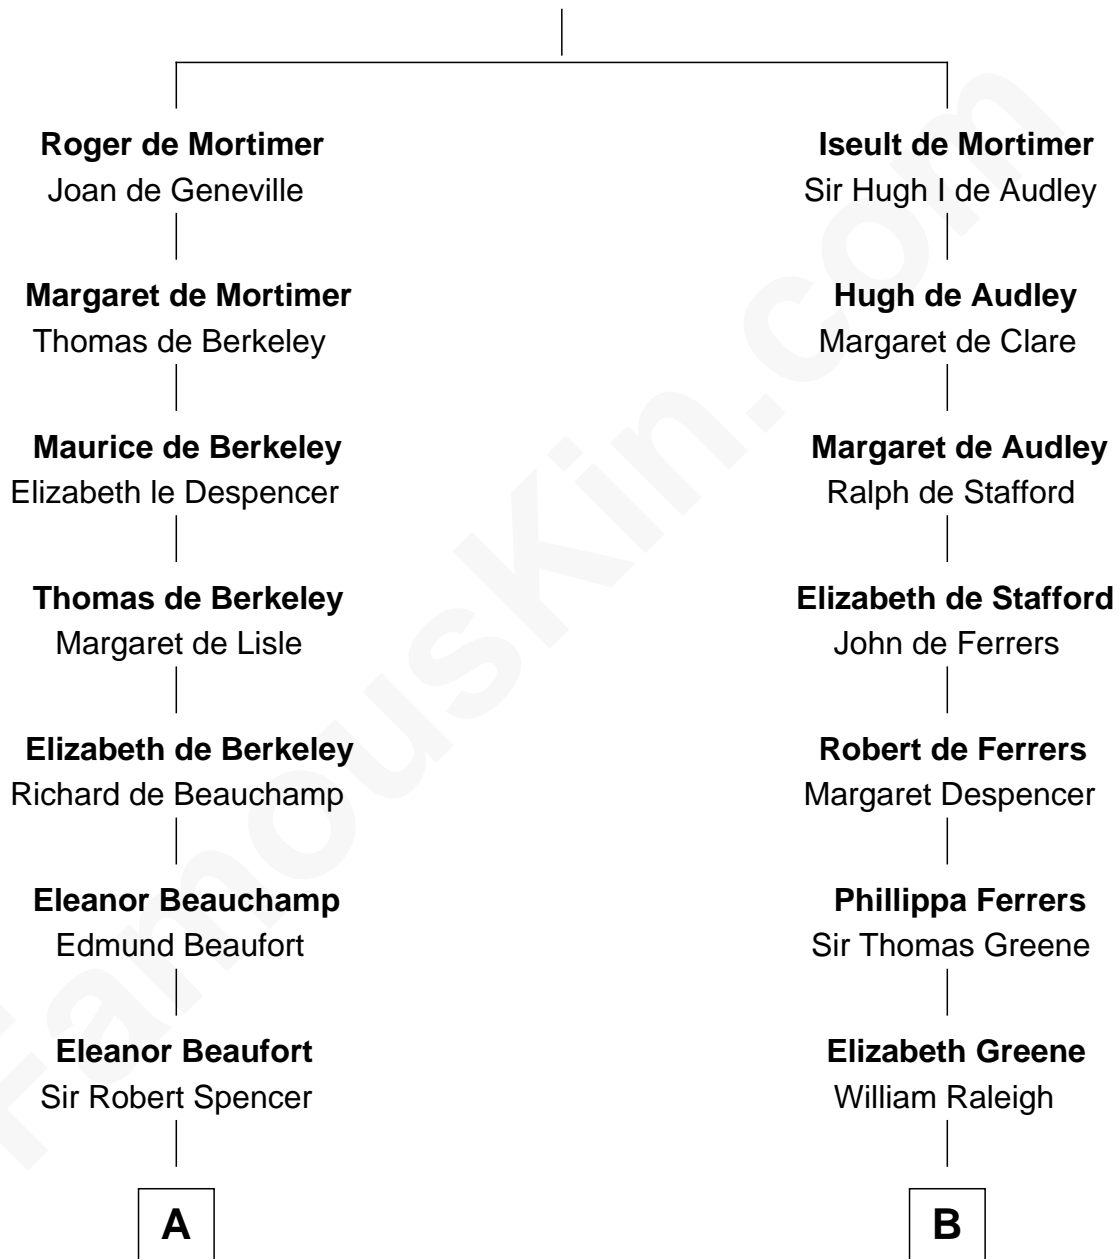 Roger de Mortimer
Joan de Geneville
Iseult de Mortimer
Sir Hugh I de Audley
Margaret de Mortimer
Thomas de Berkeley
Hugh de Audley
Margaret de Clare
Maurice de Berkeley
Elizabeth le Despencer
Margaret de Audley
Ralph de Stafford
Thomas de Berkeley
Margaret de Lisle
Elizabeth de Stafford
John de Ferrers
Elizabeth de Berkeley
Richard de Beauchamp
Robert de Ferrers
Margaret Despencer
Eleanor Beauchamp
Edmund Beaufort
Phillippa Ferrers
Sir Thomas Greene
Eleanor Beaufort
Sir Robert Spencer
Elizabeth Greene
William Raleigh
A
B
FamousKin.com